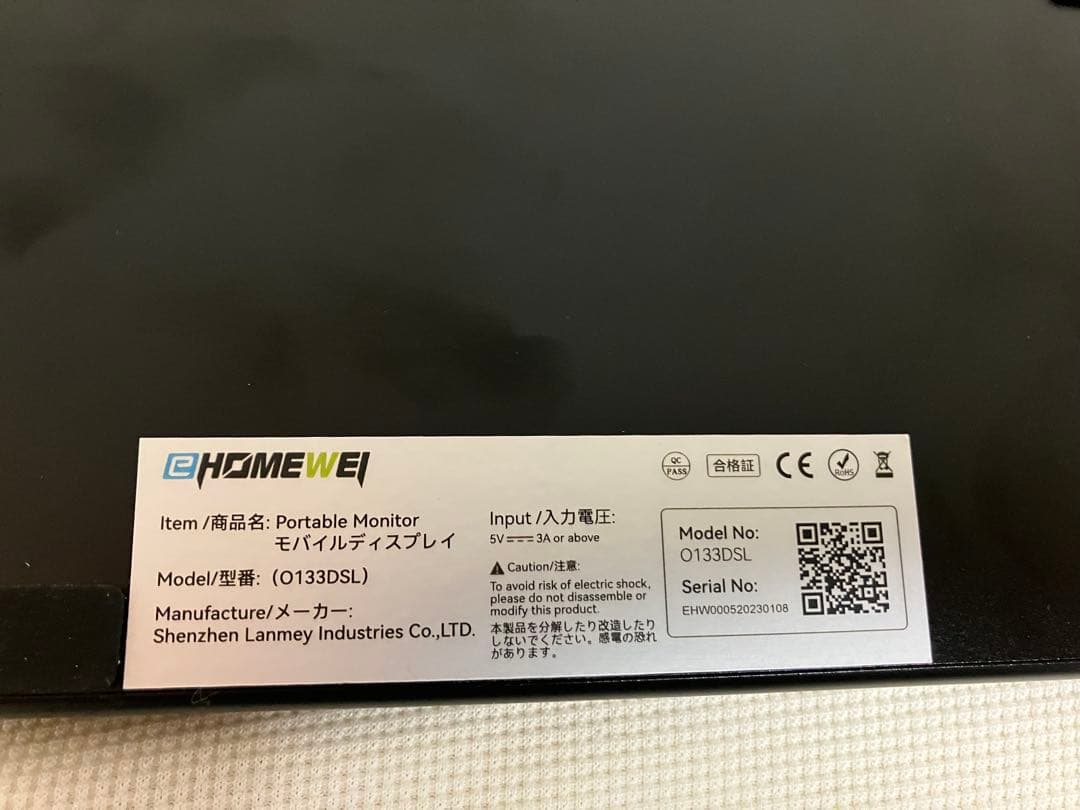 eHOMEWEI
QC
PASS
合格証
CE
RoHS
Item /商品名: Portable Monitor
モバイルディスプレイ
Model/型番:（O133DSL）
Manufacture/メーカー:
Shenzhen Lanmey Industries Co.,LTD.
Input /入力電圧:
5V⎓3A or above
Caution/注意:
To avoid risk of electric shock,
please do not disassemble or
modify this product.
本製品を分解したり改造したり
しないでください。感電の恐れ
があります。
Model No:
O133DSL
Serial No:
EHW000520230108